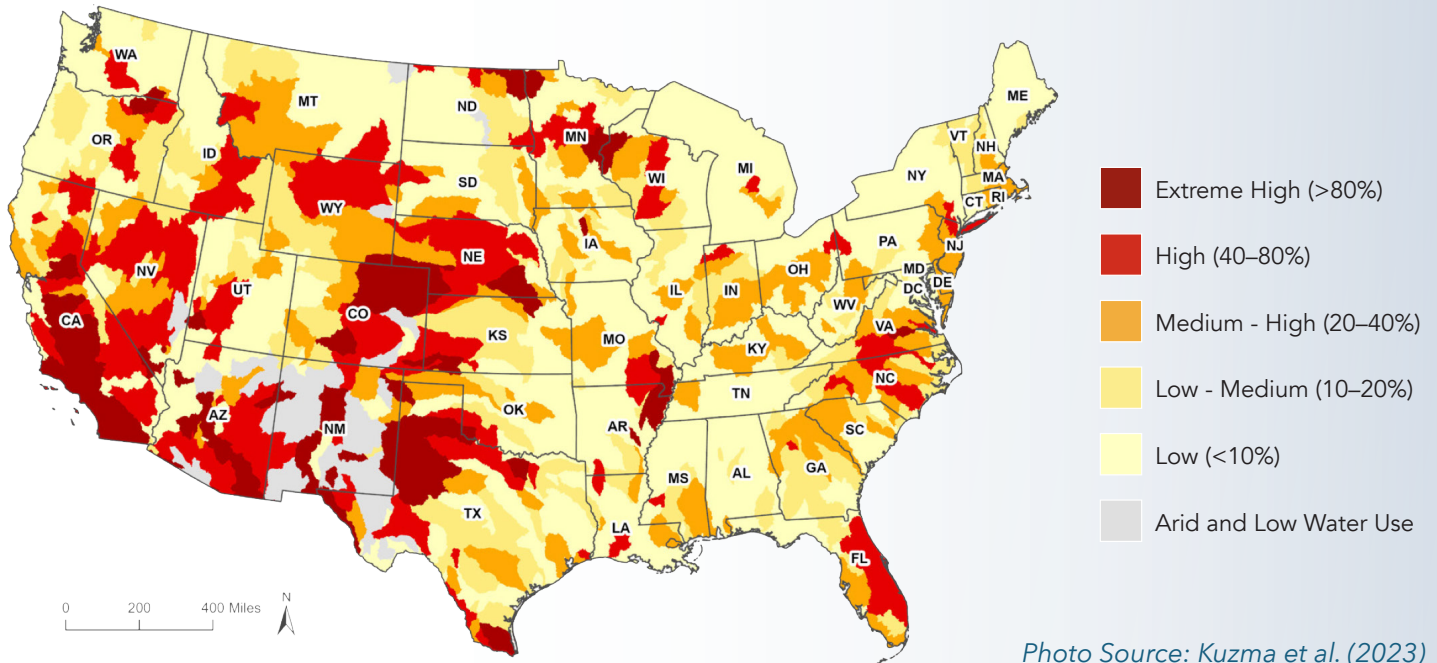 WA
MT
ND
MN
ME
VT
NH
OR
ID
SD
WI
MI
NY
MA
CT
RI
WY
IA
NE
PA
NJ
NV
UT
IL
IN
OH
MD
DE
DC
WV
CA
CO
KS
MO
KY
VA
AZ
NM
OK
AR
TN
NC
SC
MS
AL
GA
TX
LA
FL
0 200 400 Miles
N
Extreme High (>80%)
High (40–80%)
Medium - High (20–40%)
Low - Medium (10–20%)
Low (<10%)
Arid and Low Water Use
Photo Source: Kuzma et al. (2023)